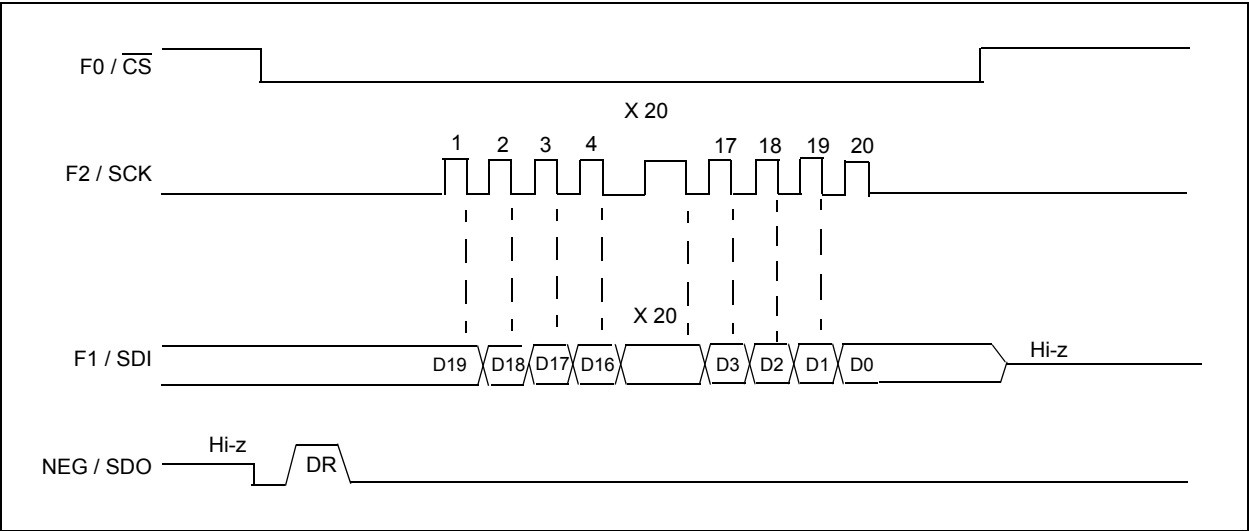 F0 / CS
X 20
1 2 3 4 17 18 19 20
F2 / SCK
X 20
F1 / SDI
D19 D18 D17 D16 D3 D2 D1 D0
Hi-z
Hi-z
NEG / SDO
DR